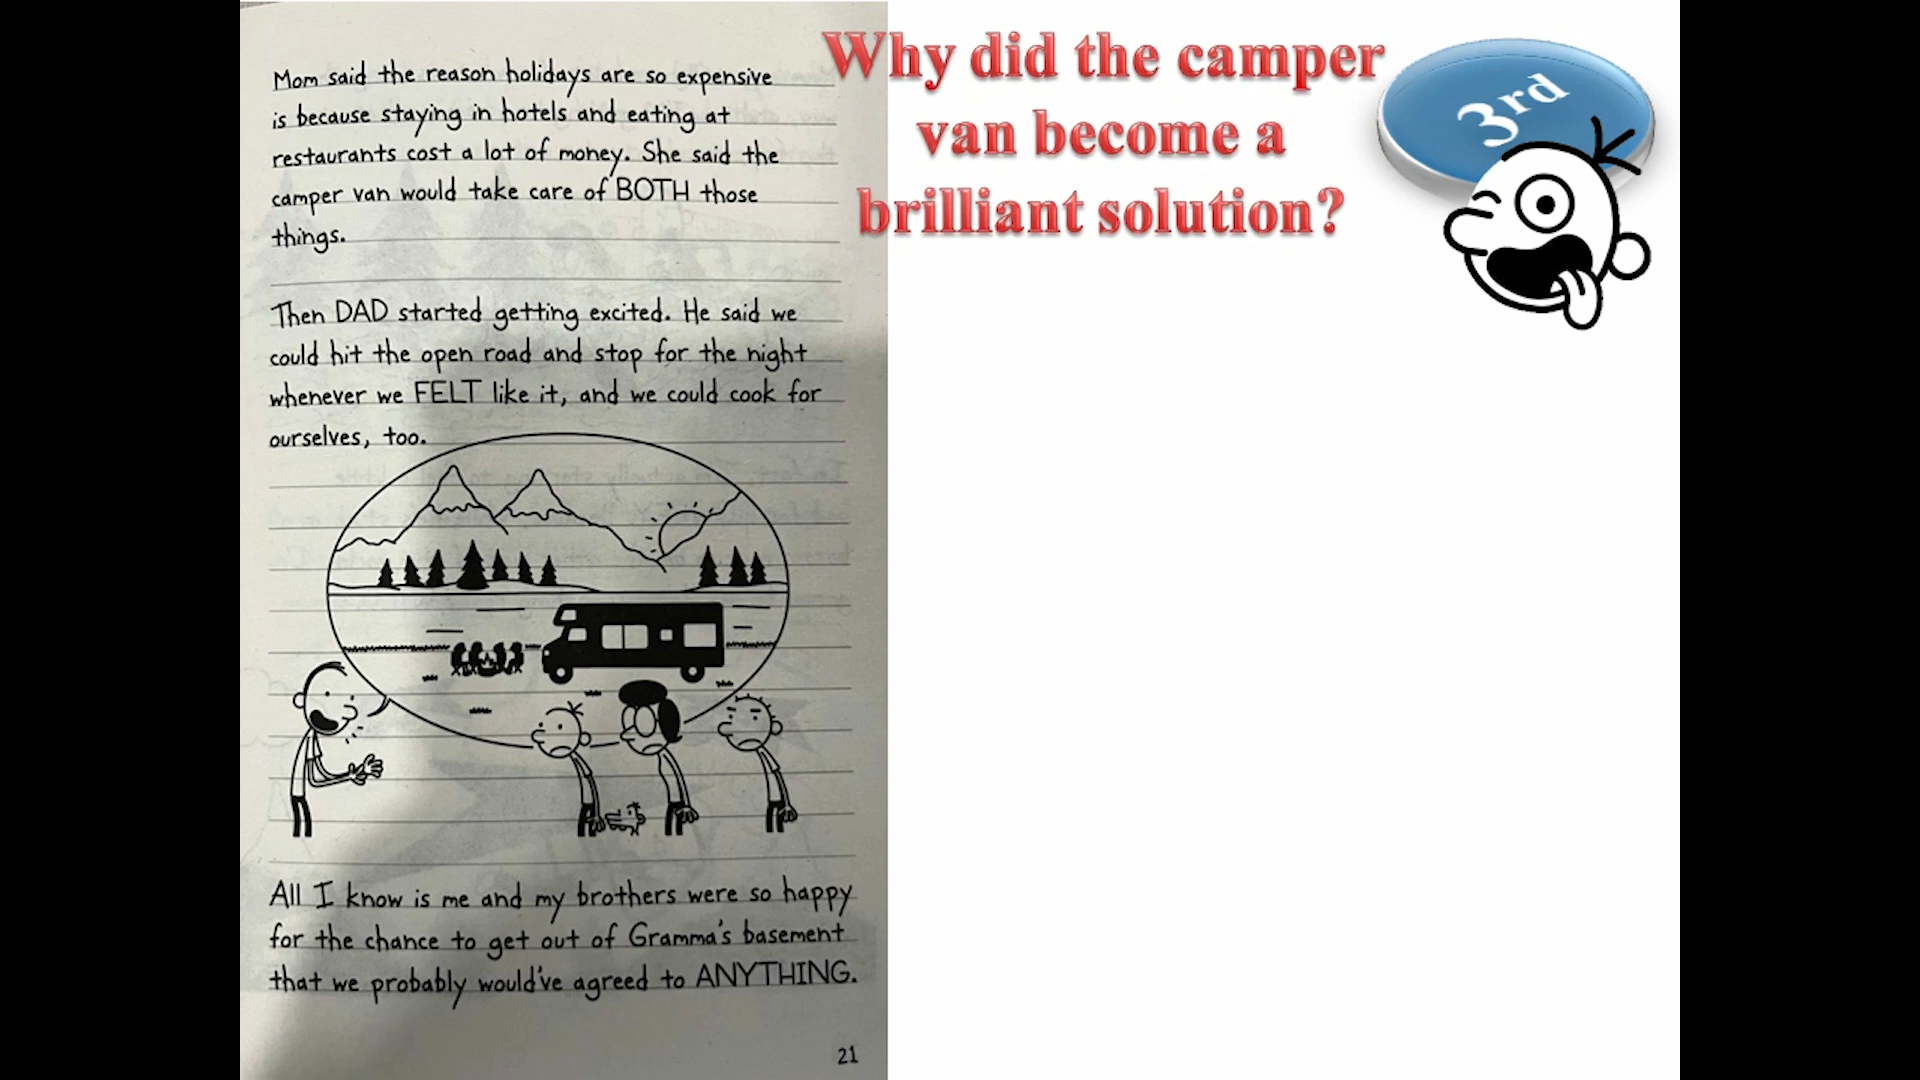 Mom said the reason holidays are so expensive
is because staying in hotels and eating at
restaurants cost a lot of money. She said the
camper van would take care of BOTH those
things.
Then DAD started getting excited. He said we
could hit the open road and stop for the night
whenever we FELT like it, and we could cook for
ourselves, too.
All I know is me and my brothers were so happy
for the chance to get out of Gramma's basement
that we probably would've agreed to ANYTHING.
21
Why did the camper
van become a
brilliant solution?
3rd